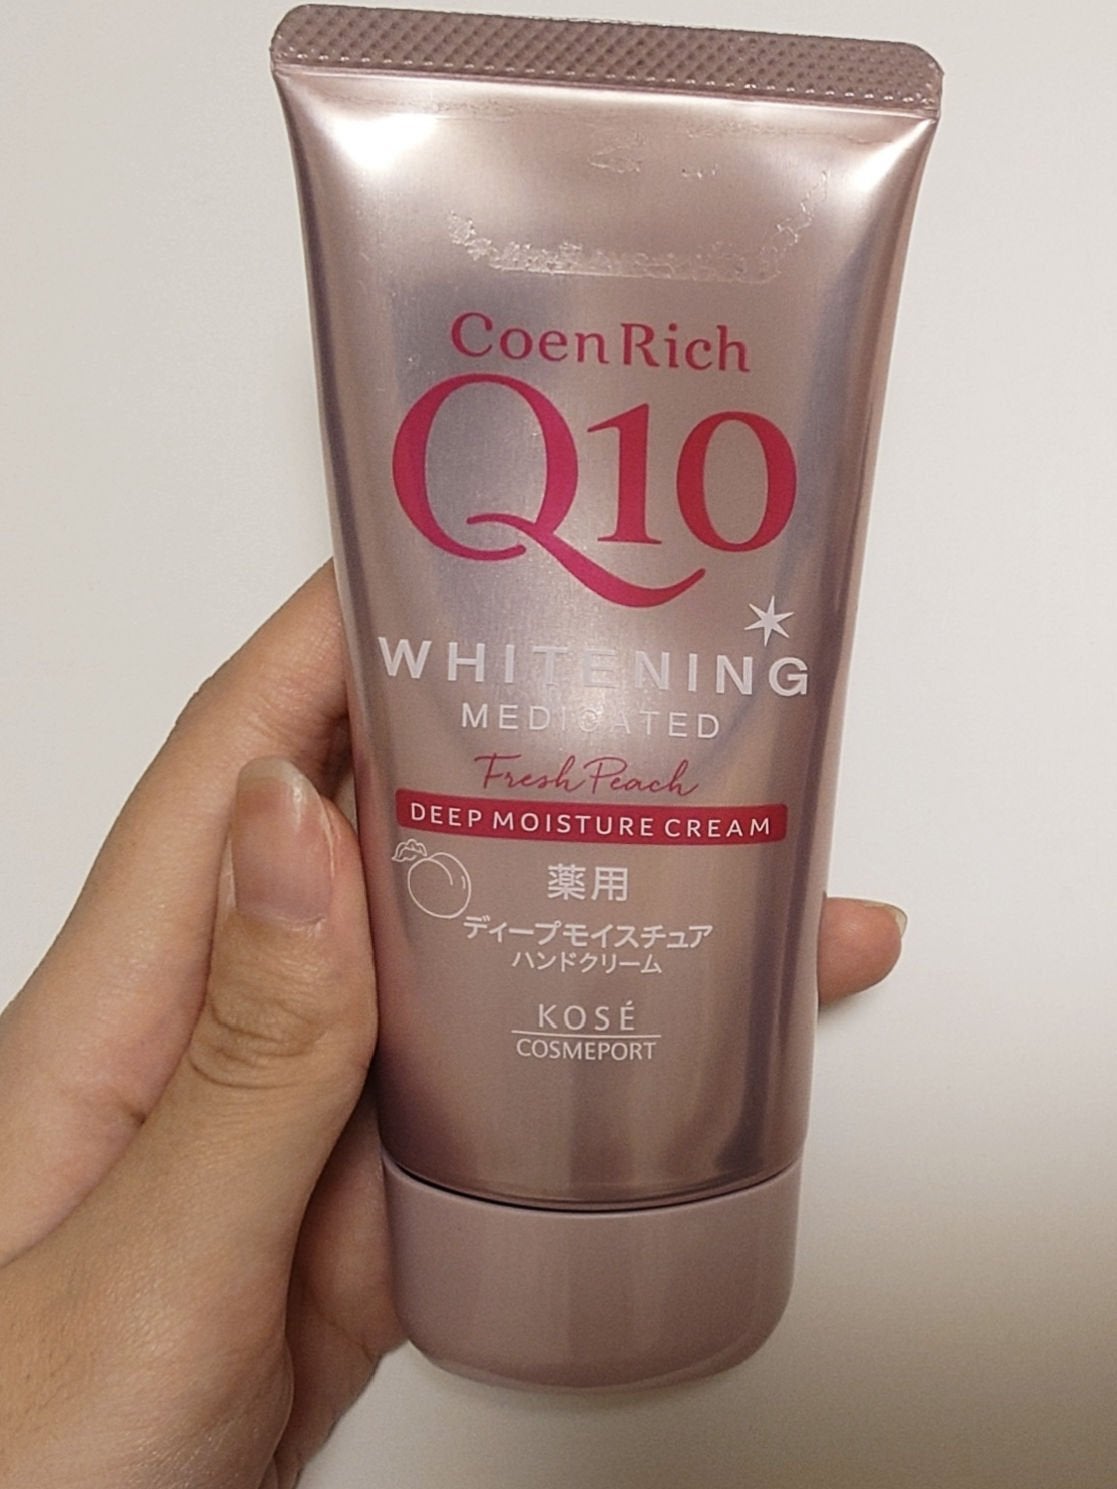 Coen Rich
Q10
WHITENING
MEDICATED
Fresh Peach
DEEP MOISTURE CREAM
薬用
ディープモイスチュア
ハンドクリーム
KOSÉ
COSMEPORT